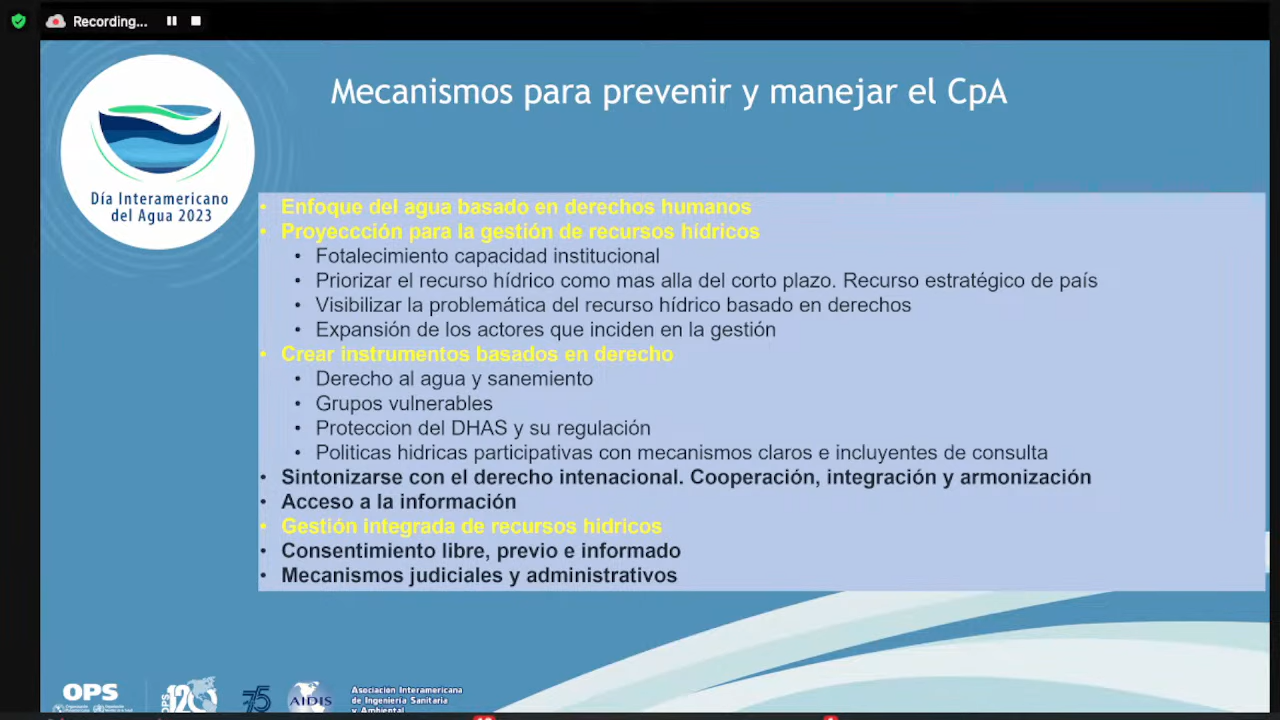 Recording...
Mecanismos para prevenir y manejar el CpA
Día Interamericano
del Agua 2023
• Enfoque del agua basado en derechos humanos
• Proyeccción para la gestión de recursos hídricos
• Fotalecimiento capacidad institucional
• Priorizar el recurso hídrico como mas alla del corto plazo. Recurso estratégico de país
• Visibilizar la problemática del recurso hídrico basado en derechos
• Expansión de los actores que inciden en la gestión
• Crear instrumentos basados en derecho
• Derecho al agua y sanemiento
• Grupos vulnerables
• Proteccion del DHAS y su regulación
• Politicas hidricas participativas con mecanismos claros e incluyentes de consulta
• Sintonizarse con el derecho intenacional. Cooperación, integración y armonización
• Acceso a la información
• Gestión integrada de recursos hidricos
• Consentimiento libre, previo e informado
• Mecanismos judiciales y administrativos
OPS
OPS 120
75
AIDIS
Asociación Interamericana
de Ingeniería Sanitaria
y Ambiental